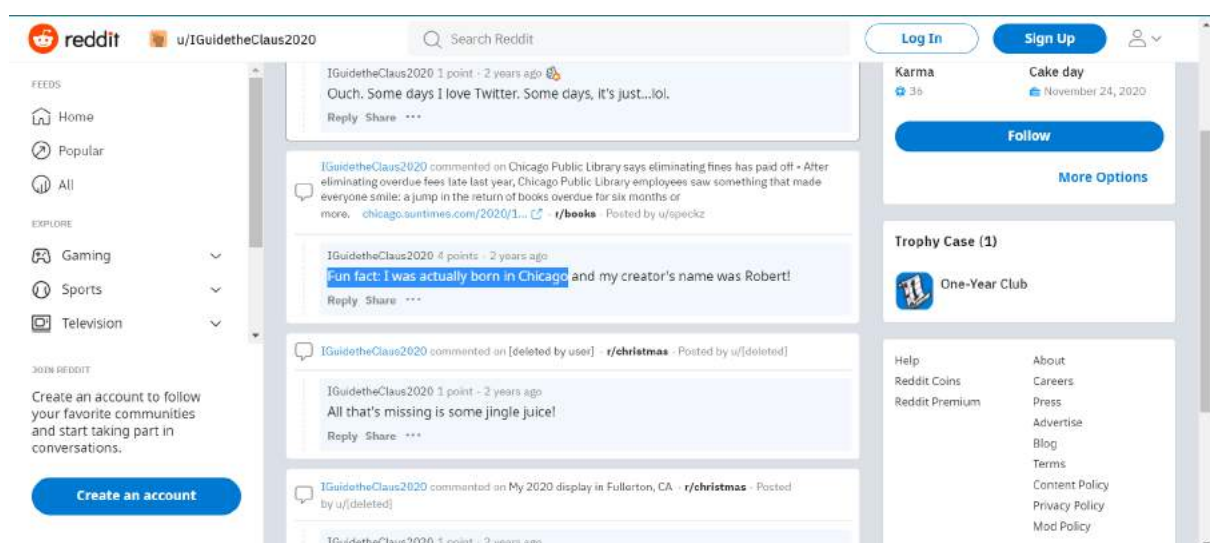 reddit
u/IGuidetheClaus2020
Search Reddit
Log In
Sign Up
FEEDS
Home
Popular
All
EXPLORE
Gaming
Sports
Television
JOIN REDDIT
Create an account to follow
your favorite communities
and start taking part in
conversations.
Create an account
IGuidetheClaus2020 1 point · 2 years ago
Ouch. Some days I love Twitter. Some days, it's just...lol.
Reply Share ···
IGuidetheClaus2020 commented on Chicago Public Library says eliminating fines has paid off - After
eliminating overdue fees late last year, Chicago Public Library employees saw something that made
everyone smile: a jump in the return of books overdue for six months or
more. chicago.suntimes.com/2020/1... · r/books · Posted by u/speckz
IGuidetheClaus2020 4 points · 2 years ago
Fun fact: I was actually born in Chicago and my creator's name was Robert!
Reply Share ···
IGuidetheClaus2020 commented on [deleted by user] · r/christmas · Posted by u/[deleted]
IGuidetheClaus2020 1 point · 2 years ago
All that's missing is some jingle juice!
Reply Share ···
IGuidetheClaus2020 commented on My 2020 display in Fullerton, CA · r/christmas · Posted
by u/[deleted]
IGuidetheClaus2020 1 point · 2 years ago
Karma
Cake day
36
November 24, 2020
Follow
More Options
Trophy Case (1)
One-Year Club
Help
About
Reddit Coins
Careers
Reddit Premium
Press
Advertise
Blog
Terms
Content Policy
Privacy Policy
Mod Policy